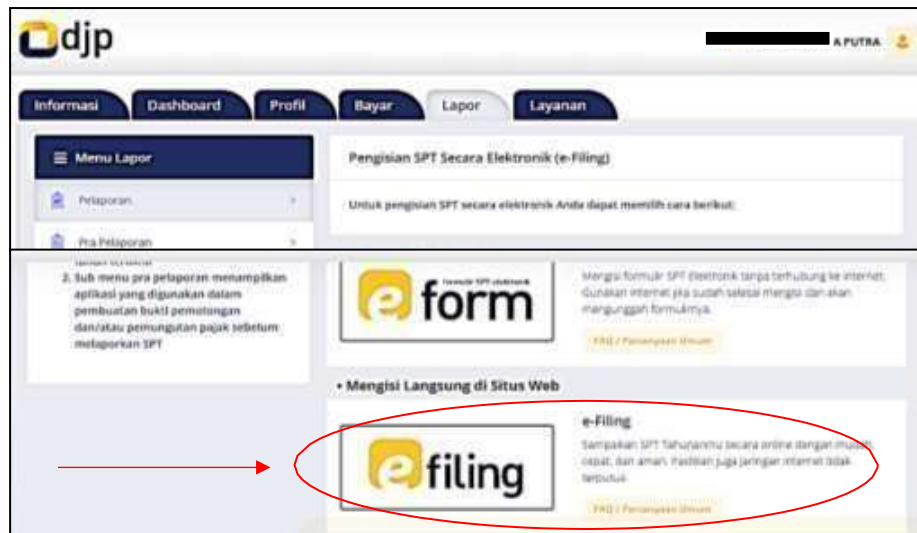 djp
A PUTRA
Informasi Dashboard Profil Bayar Lapor Layanan
Menu Lapor
Pelaporan
Pra Pelaporan
Pengisian SPT Secara Elektronik (e-Filing)
Untuk pengisian SPT secara elektronik Anda dapat memilih cara berikut:
2. Sub menu pra pelaporan menampilkan
aplikasi yang digunakan dalam
pembuatan bukti pemotongan
dan/atau pemungutan pajak sebelum
melaporkan SPT
formulir SPT elektronik
e form
Mengisi formulir SPT Elektronik tanpa terhubung ke internet.
Gunakan internet jika sudah selesai mengisi dan akan
mengunggah formulirnya.
FAQ / Pertanyaan Umum
• Mengisi Langsung di Situs Web
e filing
e-Filing
Sampaikan SPT Tahunanmu secara online dengan mudah,
cepat, dan aman. Pastikan juga jaringan internet tidak
terputus.
FAQ / Pertanyaan Umum